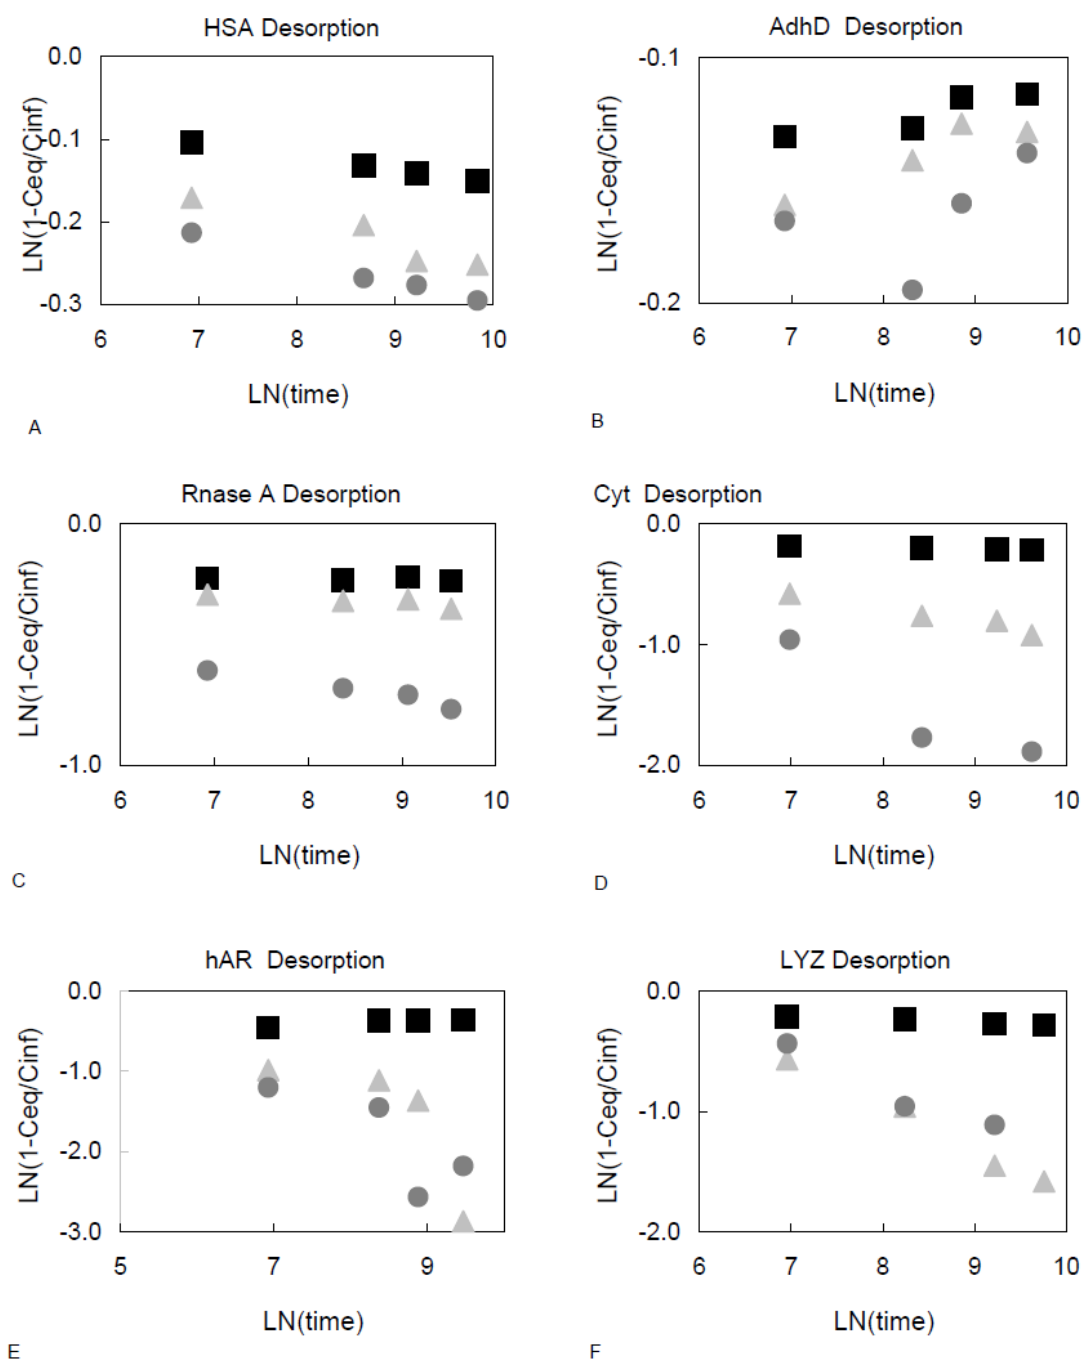 HSA Desorption
0.0
-0.1
-0.2
-0.3
LN(1-Ceq/Cinf)
6 7 8 9 10
LN(time)
A
AdhD Desorption
-0.1
-0.2
LN(1-Ceq/Cinf)
6 7 8 9 10
LN(time)
B
Rnase A Desorption
0.0
-1.0
LN(1-Ceq/Cinf)
6 7 8 9 10
LN(time)
C
Cyt Desorption
0.0
-1.0
-2.0
LN(1-Ceq/Cinf)
6 7 8 9 10
LN(time)
D
hAR Desorption
0.0
-1.0
-2.0
-3.0
LN(1-Ceq/Cinf)
5 7 9
LN(time)
E
LYZ Desorption
0.0
-1.0
-2.0
LN(1-Ceq/Cinf)
6 7 8 9 10
LN(time)
F